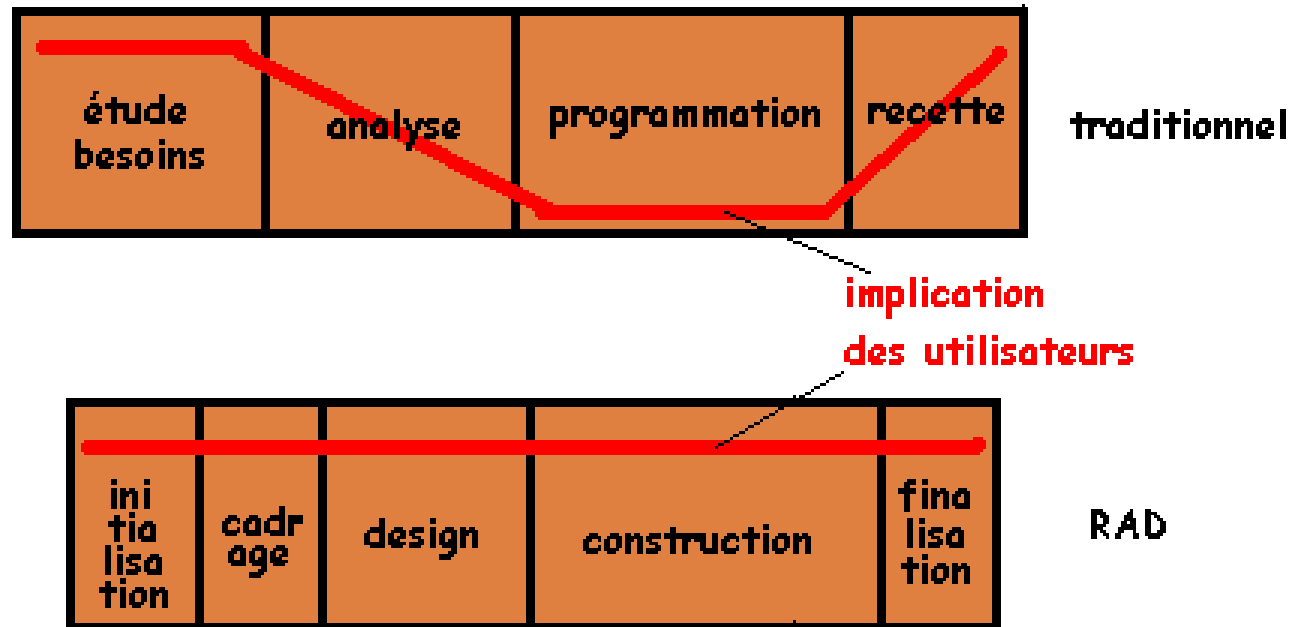 étude
besoins
analyse
programmation
recette
traditionnel
implication
des utilisateurs
ini
tia
lisa
tion
cadr
age
design
construction
fina
lisa
tion
RAD